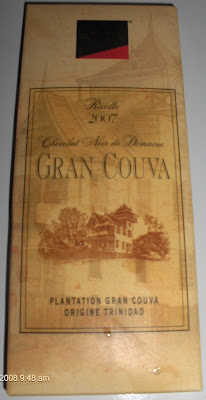 Récolte
2007
Chocolat Noir de Domaine
GRAN COUVA
PLANTATION GRAN COUVA
ORIGINE TRINIDAD
2008 9:48 am